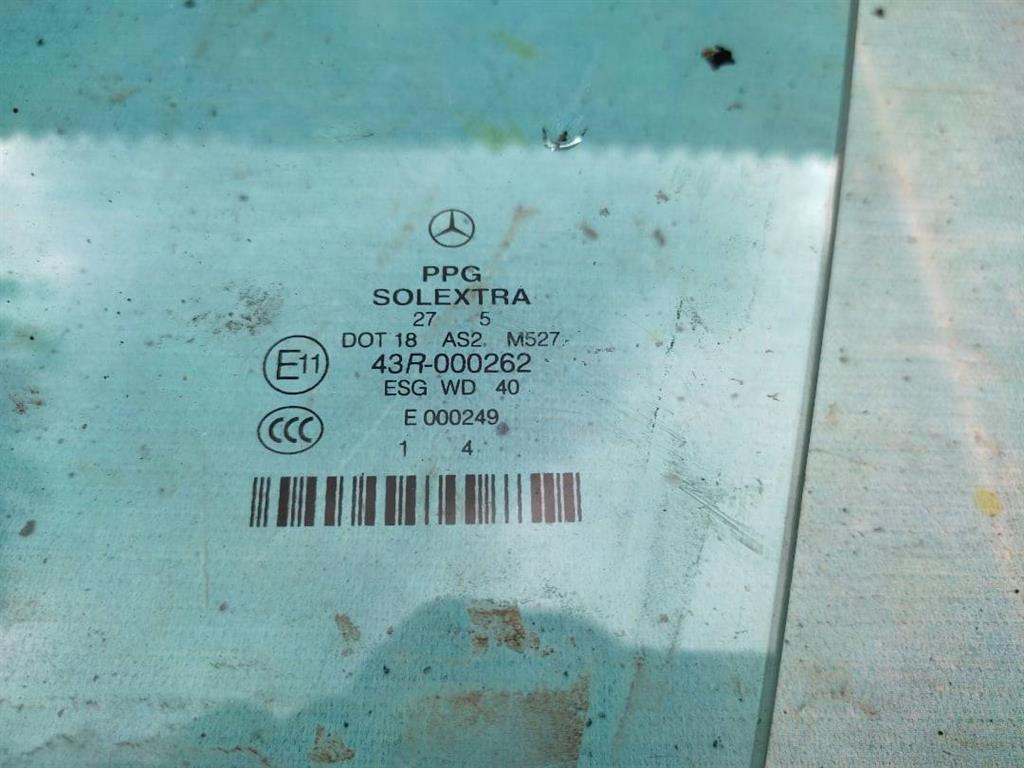 PPG
SOLEXTRA
27 5
DOT 18 AS2 M527
E11 43R-000262
ESG WD 40
CCC E 000249
1 4